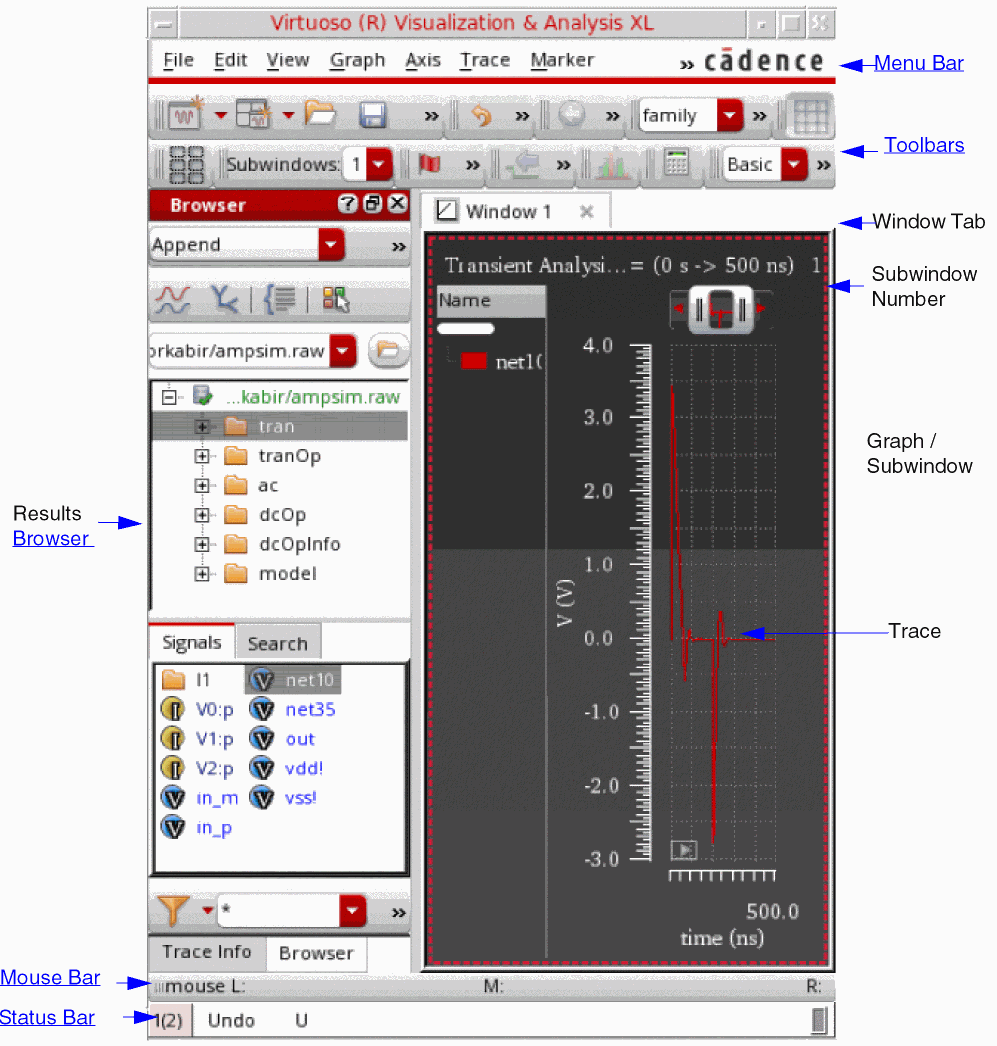 Virtuoso (R) Visualization & Analysis XL
File Edit View Graph Axis Trace Marker » cādence
Menu Bar
» » » family »
Subwindows: 1 » » Basic »
Toolbars
Browser ?
Window 1
Window Tab
Append »
Transient Analysi...= (0 s -> 500 ns) 1
Subwindow
Number
Name
orkabir/ampsim.raw
net10
4.0
3.0
2.0
1.0
0.0
-1.0
-2.0
-3.0
V (V)
500.0
time (ns)
Graph /
Subwindow
Trace
...kabir/ampsim.raw
tran
tranOp
ac
dcOp
dcOpInfo
model
Results
Browser
Signals Search
I1 net10
V0:p net35
V1:p out
V2:p vdd!
in_m vss!
in_p
* »
Trace Info Browser
Mouse Bar
mouse L: M: R:
Status Bar
1(2) Undo U